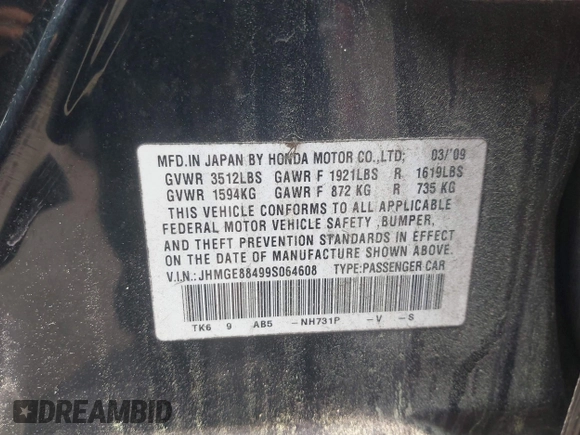 MFD.IN JAPAN BY HONDA MOTOR CO.,LTD; 03/'09
GVWR 3512LBS GAWR F 1921LBS R 1619LBS
GVWR 1594KG GAWR F 872 KG R 735 KG
THIS VEHICLE CONFORMS TO ALL APPLICABLE
FEDERAL MOTOR VEHICLE SAFETY ,BUMPER,
AND THEFT PREVENTION STANDARDS IN EFFECT
ON THE DATE OF MANUFACTURE SHOWN ABOVE.
V.I.N.:JHMGE88499S064608 TYPE:PASSENGER CAR
TK6 9 AB5 -NH731P -V -S
DREAMBID